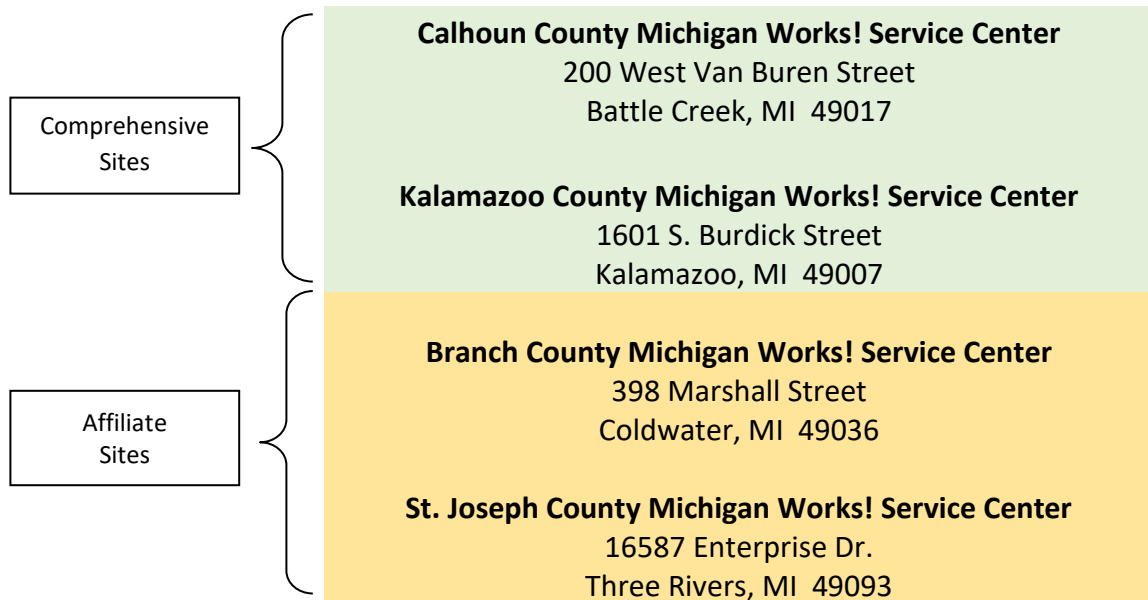 Comprehensive
Sites
Calhoun County Michigan Works! Service Center
200 West Van Buren Street
Battle Creek, MI  49017
Kalamazoo County Michigan Works! Service Center
1601 S. Burdick Street
Kalamazoo, MI  49007
Affiliate
Sites
Branch County Michigan Works! Service Center
398 Marshall Street
Coldwater, MI  49036
St. Joseph County Michigan Works! Service Center
16587 Enterprise Dr.
Three Rivers, MI  49093